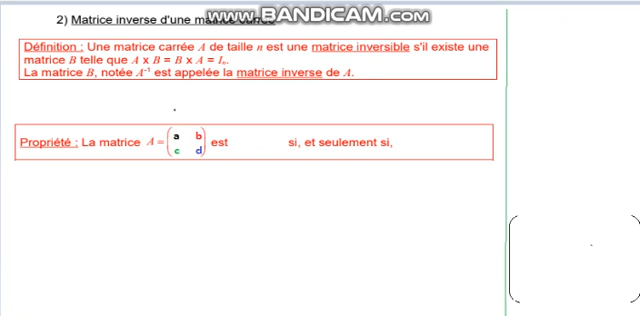 www.BANDICAM.com
2) Matrice inverse d'une matrice carrée
Définition : Une matrice carrée A de taille n est une matrice inversible s'il existe une
matrice B telle que A x B = B x A = Iₙ.
La matrice B, notée A⁻¹ est appelée la matrice inverse de A.
Propriété : La matrice A = (a b
c d) est si, et seulement si,